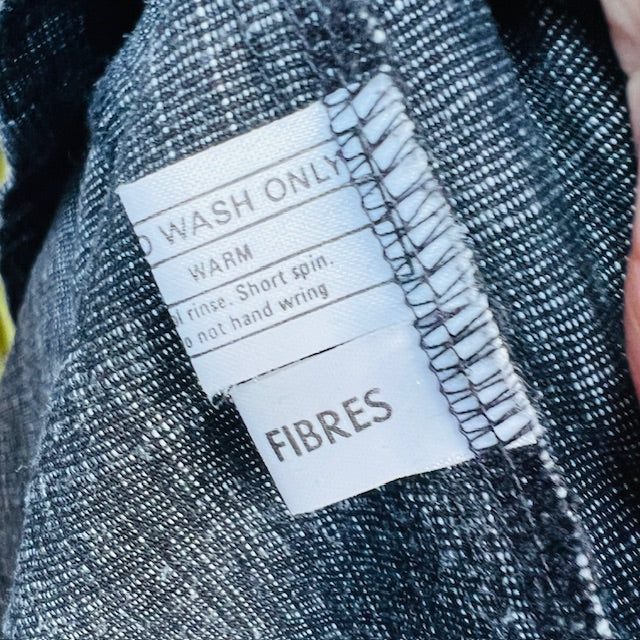 WASH ONLY
WARM
rinse. Short spin.
not hand wring
FIBRES